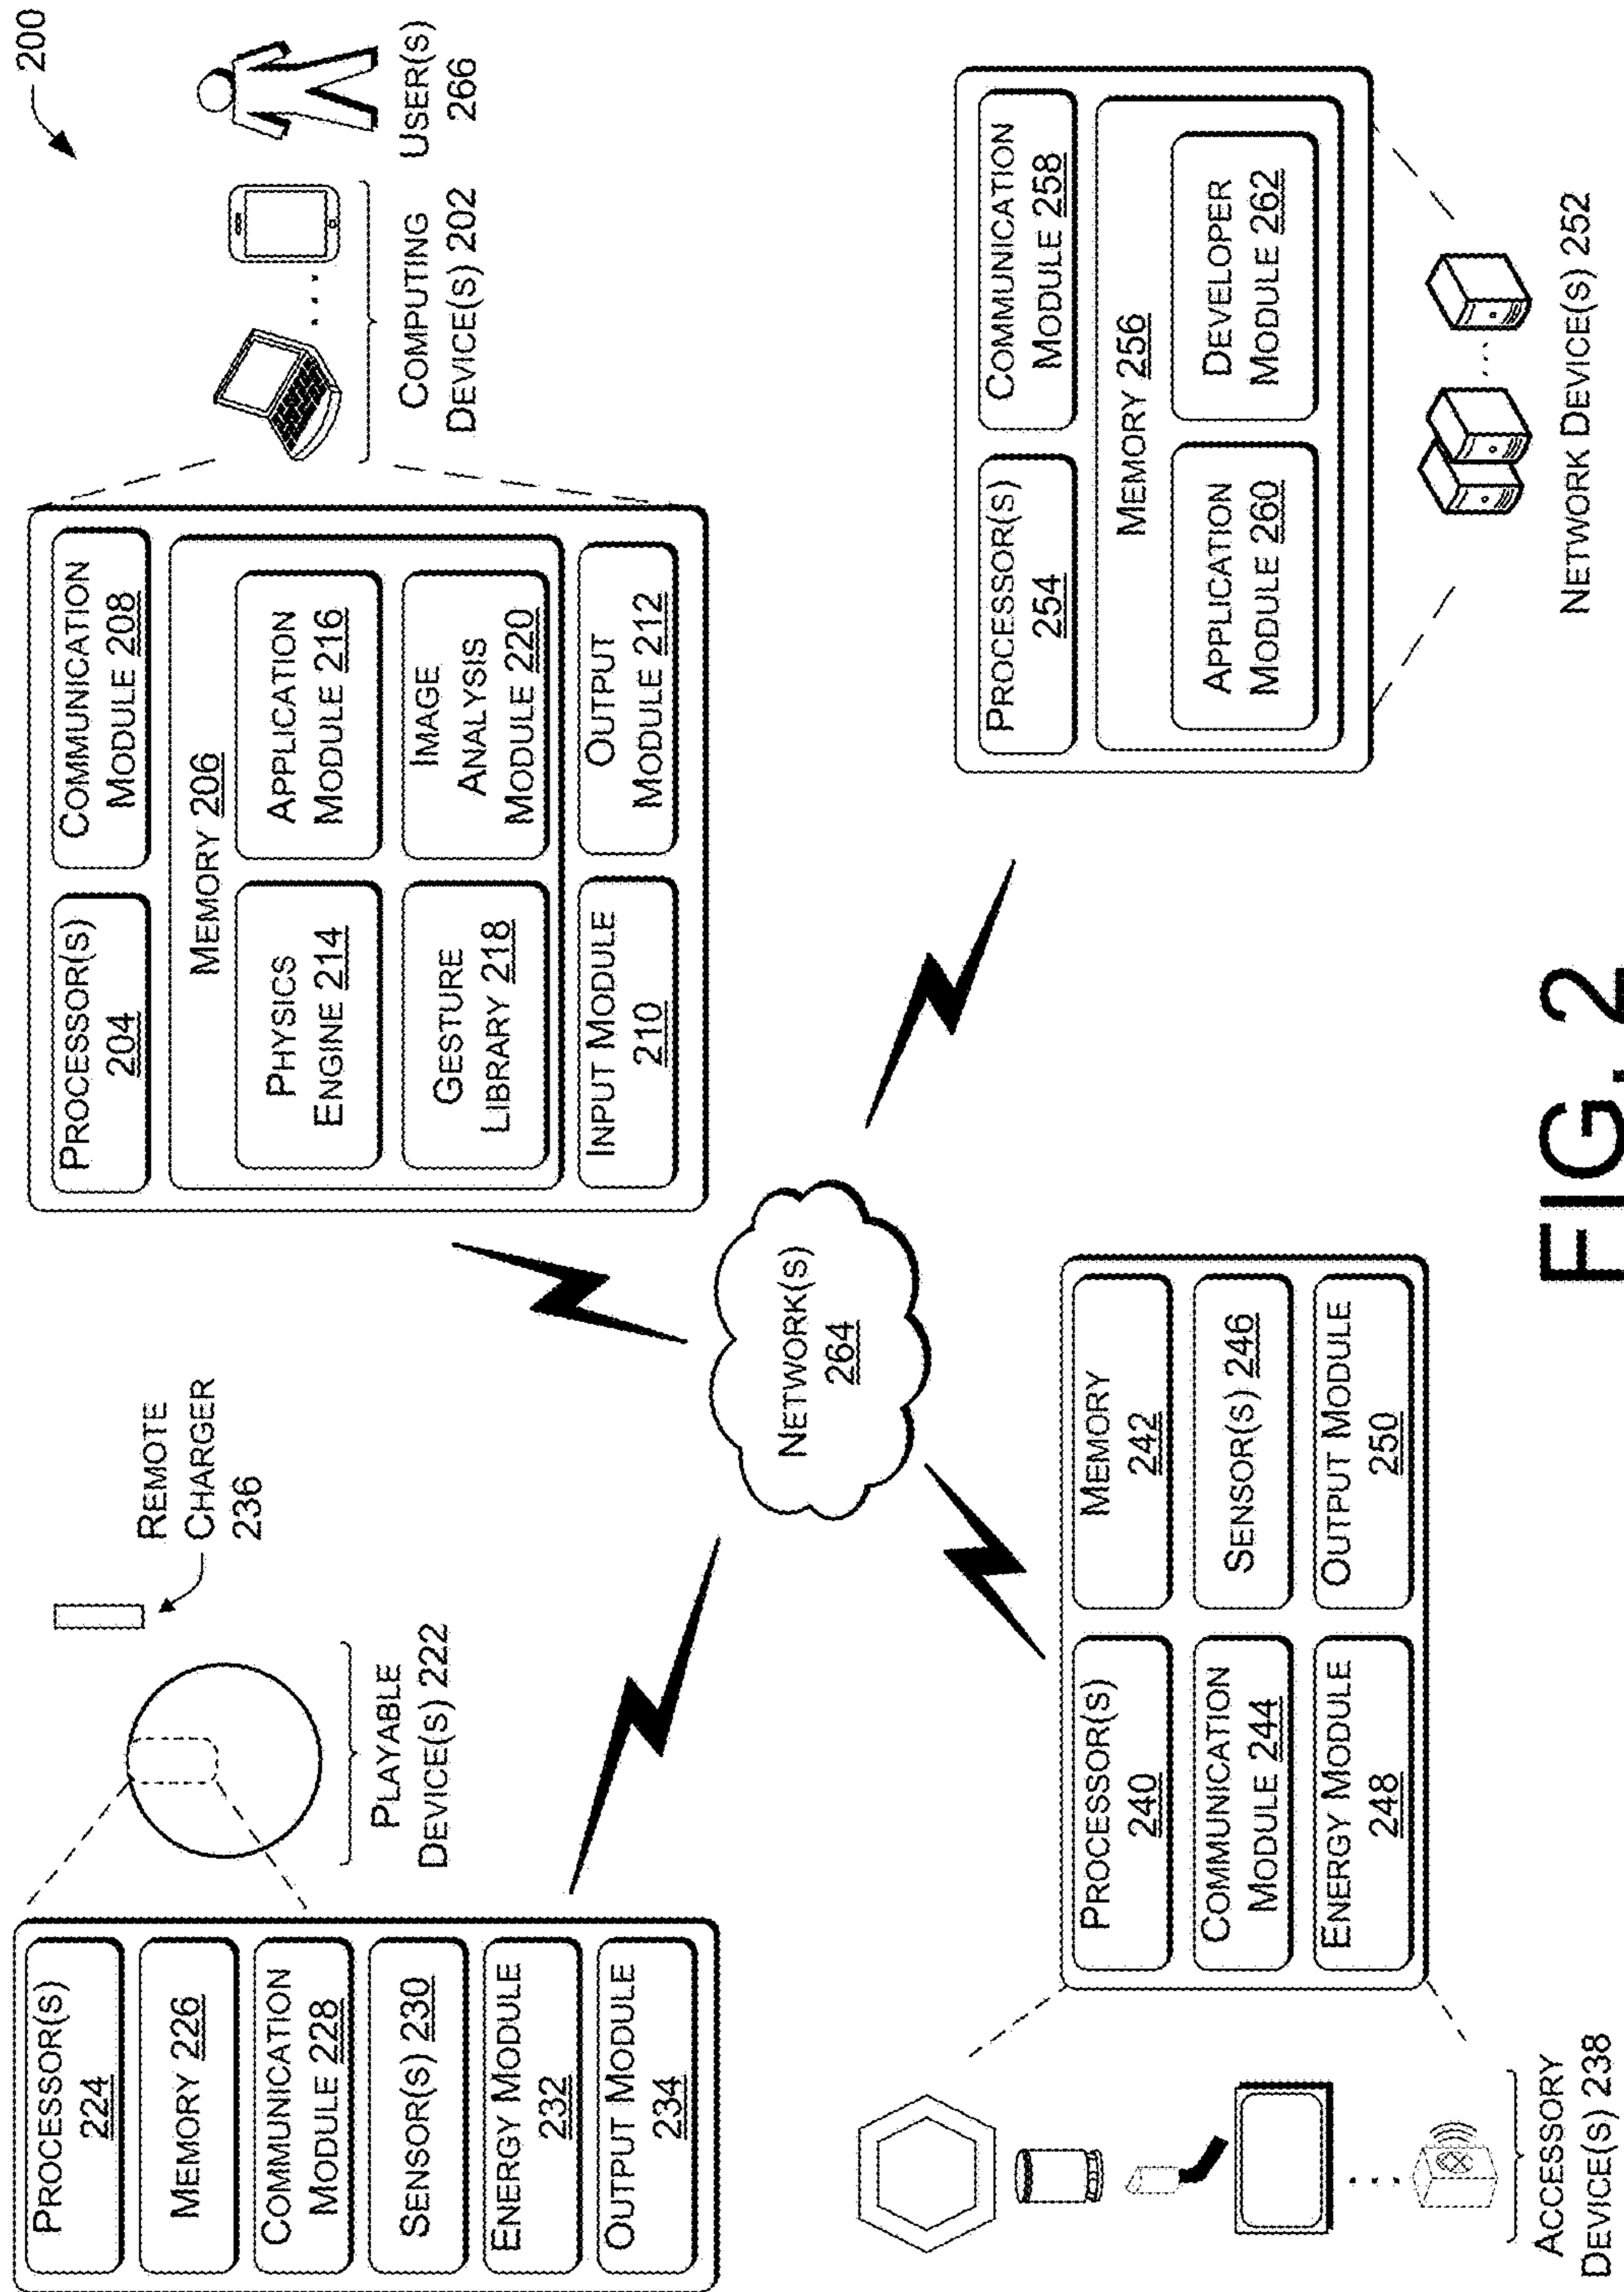 200
PROCESSOR(S)
224
MEMORY 226
COMMUNICATION
MODULE 228
SENSOR(S) 230
ENERGY MODULE
232
OUTPUT MODULE
234
PLAYABLE
DEVICE(S) 222
REMOTE
CHARGER
236
PROCESSOR(S)
204
COMMUNICATION
MODULE 208
MEMORY 206
PHYSICS
ENGINE 214
APPLICATION
MODULE 216
GESTURE
LIBRARY 218
IMAGE
ANALYSIS
MODULE 220
INPUT MODULE
210
OUTPUT
MODULE 212
COMPUTING
DEVICE(S) 202
USER(S)
266
NETWORK(S)
264
ACCESSORY
DEVICE(S) 238
PROCESSOR(S)
240
MEMORY
242
COMMUNICATION
MODULE 244
SENSOR(S) 246
ENERGY MODULE
248
OUTPUT MODULE
250
PROCESSOR(S)
254
COMMUNICATION
MODULE 258
MEMORY 256
APPLICATION
MODULE 260
DEVELOPER
MODULE 262
NETWORK DEVICE(S) 252
FIG. 2